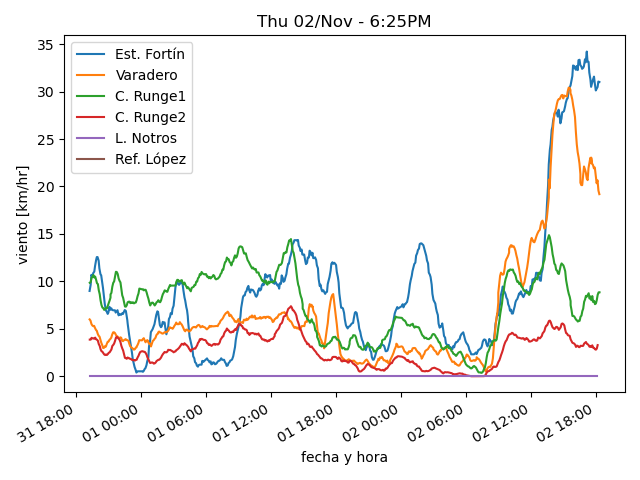 Thu 02/Nov - 6:25PM
Est. Fortín
Varadero
C. Runge1
C. Runge2
L. Notros
Ref. López
viento [km/hr]
35
30
25
20
15
10
5
0
31 18:00
01 00:00
01 06:00
01 12:00
01 18:00
02 00:00
02 06:00
02 12:00
02 18:00
fecha y hora